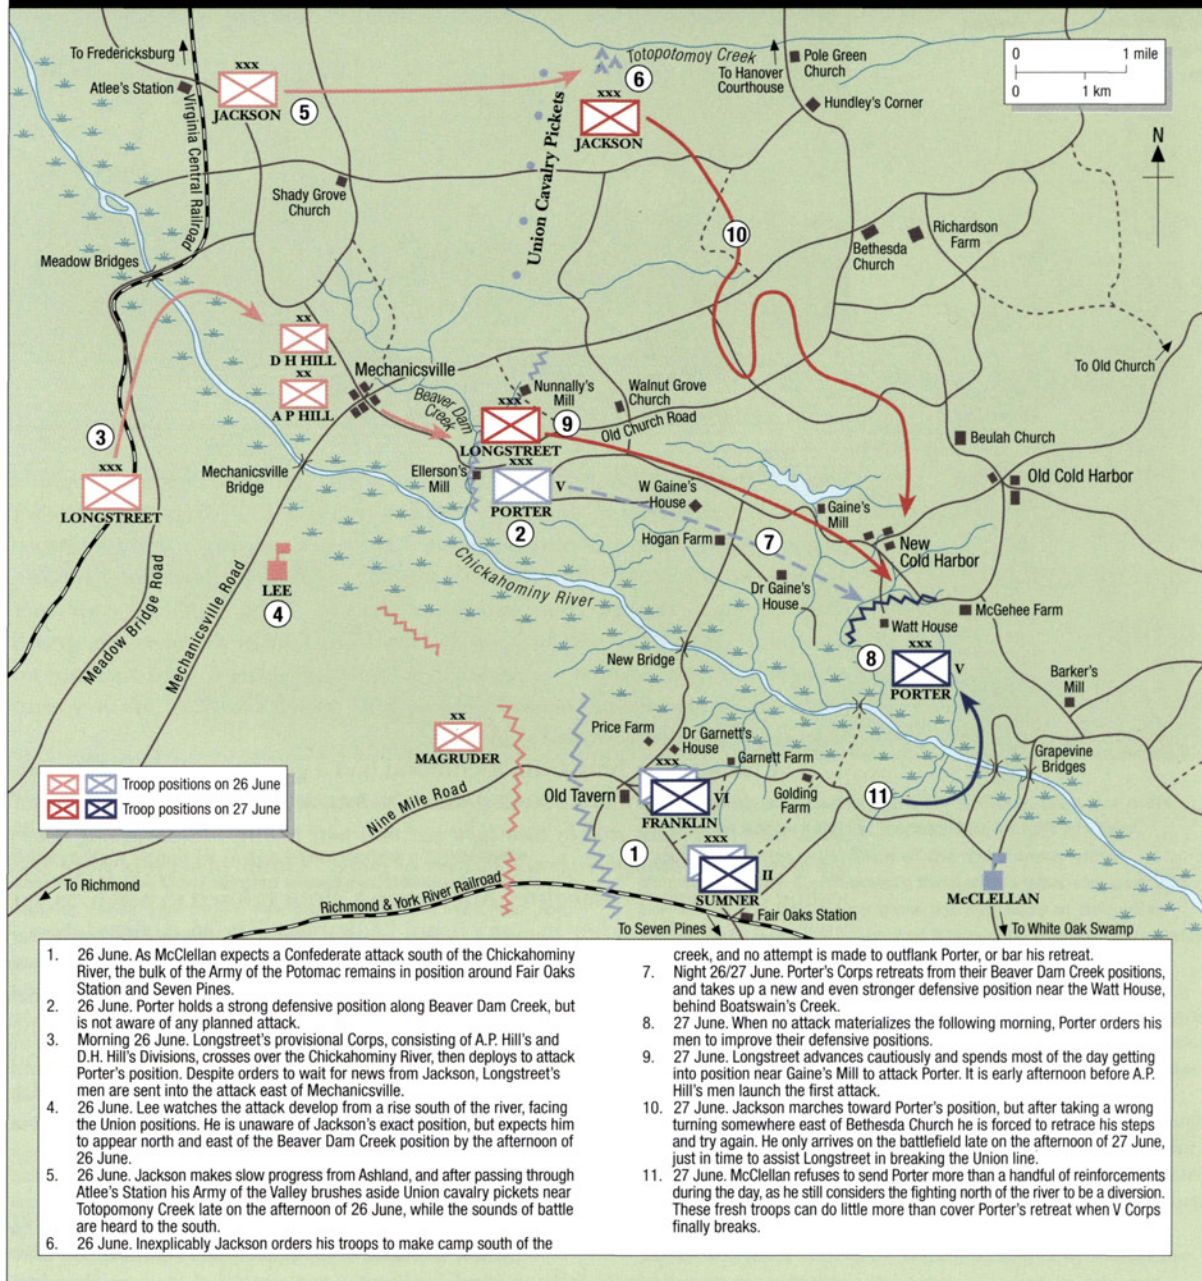 To Fredericksburg
Atlee's Station
Virginia Central Railroad
xxx
JACKSON
5
Totopotomoy Creek
6
xxx
JACKSON
Union Cavalry Pickets
To Hanover
Courthouse
Pole Green
Church
Hundley's Corner
0 1 mile
0 1 km
N
Shady Grove
Church
Meadow Bridges
10
Bethesda
Church
Richardson
Farm
xx
D H HILL
xx
A P HILL
Mechanicsville
Beaver Dam
Creek
Nunnally's
Mill
Walnut Grove
Church
Old Church Road
To Old Church
3
xxx
LONGSTREET
Mechanicsville
Bridge
xxx
LONGSTREET
9
Ellerson's
Mill
xxx
V
PORTER
2
W Gaine's
House
Hogan Farm
7
Gaine's
Mill
Beulah Church
Old Cold Harbor
New
Cold Harbor
Dr Gaine's
House
McGehee Farm
Watt House
LEE
4
Chickahominy River
Meadow Bridge Road
Mechanicsville Road
New Bridge
8
xxx
V
PORTER
Barker's
Mill
xx
MAGRUDER
Price Farm
Dr Garnett's
House
Garnett Farm
Grapevine
Bridges
Troop positions on 26 June
Troop positions on 27 June
Nine Mile Road
Old Tavern
xxx
VI
FRANKLIN
Golding
Farm
11
1
xxx
II
SUMNER
McCLELLAN
To Richmond
Richmond & York River Railroad
Fair Oaks Station
To Seven Pines
To White Oak Swamp
1. 26 June. As McClellan expects a Confederate attack south of the Chickahominy
River, the bulk of the Army of the Potomac remains in position around Fair Oaks
Station and Seven Pines.
2. 26 June. Porter holds a strong defensive position along Beaver Dam Creek, but
is not aware of any planned attack.
3. Morning 26 June. Longstreet's provisional Corps, consisting of A.P. Hill's and
D.H. Hill's Divisions, crosses over the Chickahominy River, then deploys to attack
Porter's position. Despite orders to wait for news from Jackson, Longstreet's
men are sent into the attack east of Mechanicsville.
4. 26 June. Lee watches the attack develop from a rise south of the river, facing
the Union positions. He is unaware of Jackson's exact position, but expects him
to appear north and east of the Beaver Dam Creek position by the afternoon of
26 June.
5. 26 June. Jackson makes slow progress from Ashland, and after passing through
Atlee's Station his Army of the Valley brushes aside Union cavalry pickets near
Totopomony Creek late on the afternoon of 26 June, while the sounds of battle
are heard to the south.
6. 26 June. Inexplicably Jackson orders his troops to make camp south of the
creek, and no attempt is made to outflank Porter, or bar his retreat.
7. Night 26/27 June. Porter's Corps retreats from their Beaver Dam Creek positions,
and takes up a new and even stronger defensive position near the Watt House,
behind Boatswain's Creek.
8. 27 June. When no attack materializes the following morning, Porter orders his
men to improve their defensive positions.
9. 27 June. Longstreet advances cautiously and spends most of the day getting
into position near Gaine's Mill to attack Porter. It is early afternoon before A.P.
Hill's men launch the first attack.
10. 27 June. Jackson marches toward Porter's position, but after taking a wrong
turning somewhere east of Bethesda Church he is forced to retrace his steps
and try again. He only arrives on the battlefield late on the afternoon of 27 June,
just in time to assist Longstreet in breaking the Union line.
11. 27 June. McClellan refuses to send Porter more than a handful of reinforcements
during the day, as he still considers the fighting north of the river to be a diversion.
These fresh troops can do little more than cover Porter's retreat when V Corps
finally breaks.